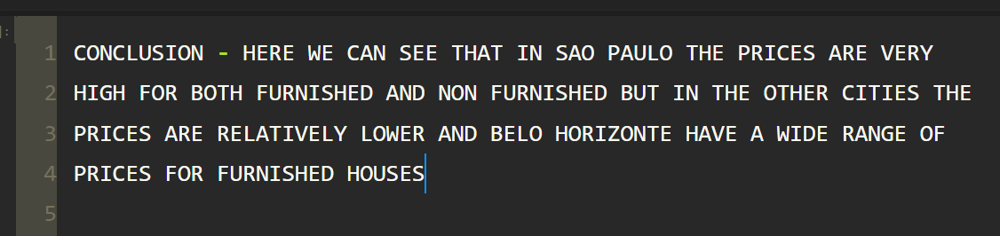 ]:
1 CONCLUSION - HERE WE CAN SEE THAT IN SAO PAULO THE PRICES ARE VERY
2 HIGH FOR BOTH FURNISHED AND NON FURNISHED BUT IN THE OTHER CITIES THE
3 PRICES ARE RELATIVELY LOWER AND BELO HORIZONTE HAVE A WIDE RANGE OF
4 PRICES FOR FURNISHED HOUSES
5